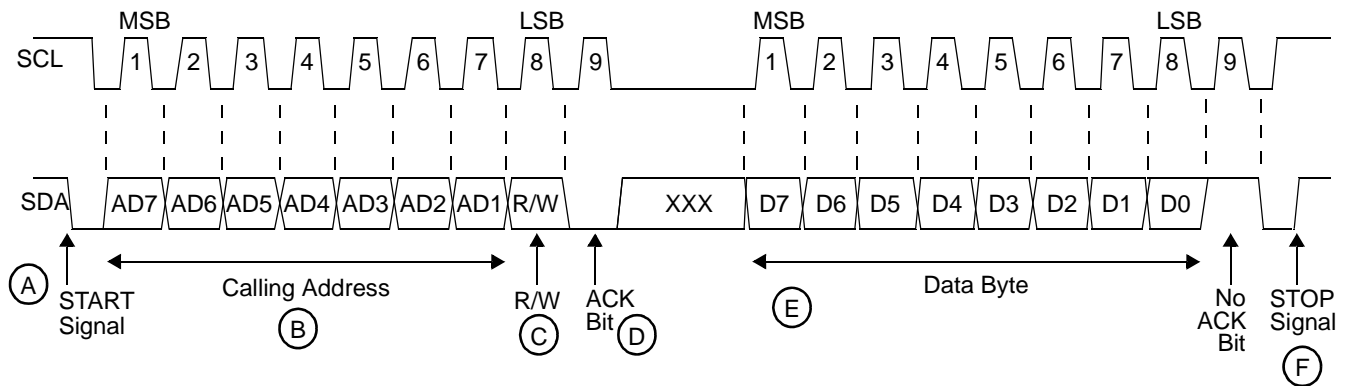 MSB LSB MSB LSB
SCL 1 2 3 4 5 6 7 8 9 1 2 3 4 5 6 7 8 9
SDA AD7 AD6 AD5 AD4 AD3 AD2 AD1 R/W XXX D7 D6 D5 D4 D3 D2 D1 D0
A START Signal
Calling Address
B
R/W
C
ACK
Bit D
E
Data Byte
No
ACK
Bit
STOP
Signal
F